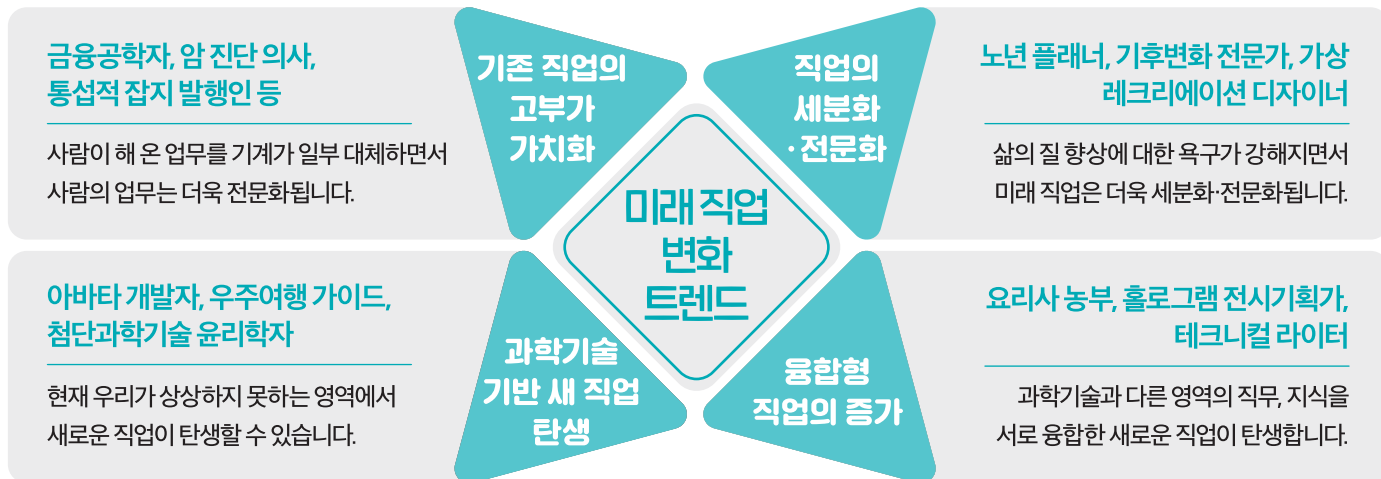 금융공학자, 암 진단 의사,
통섭적 잡지 발행인 등
사람이 해 온 업무를 기계가 일부 대체하면서
사람의 업무는 더욱 전문화됩니다.
기존 직업의
고부가
가치화
직업의
세분화
·전문화
노년 플래너, 기후변화 전문가, 가상
레크리에이션 디자이너
삶의 질 향상에 대한 욕구가 강해지면서
미래 직업은 더욱 세분화·전문화됩니다.
미래 직업
변화
트렌드
아바타 개발자, 우주여행 가이드,
첨단과학기술 윤리학자
현재 우리가 상상하지 못하는 영역에서
새로운 직업이 탄생할 수 있습니다.
과학기술
기반 새 직업
탄생
융합형
직업의 증가
요리사 농부, 홀로그램 전시기획가,
테크니컬 라이터
과학기술과 다른 영역의 직무, 지식을
서로 융합한 새로운 직업이 탄생합니다.